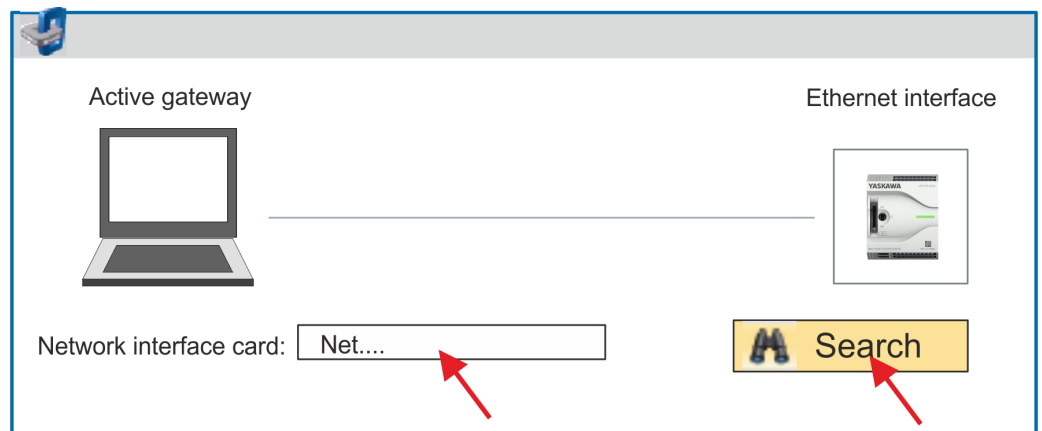 Active gateway
Ethernet interface
YASKAWA
Network interface card:
Net....
Search